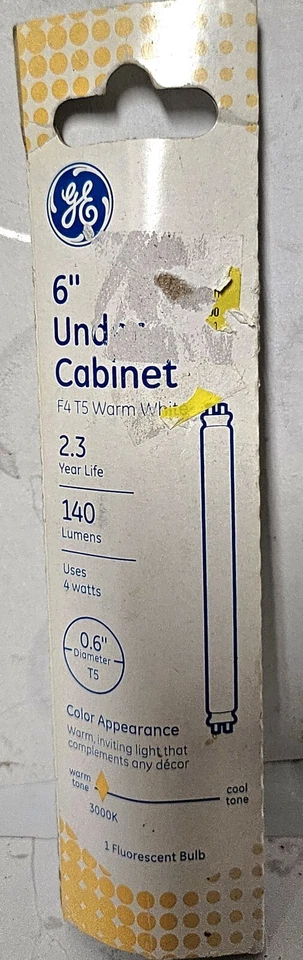 GE
6"
Cabinet
F4 T5 Warm White
2.3
Year Life
140
Lumens
Uses
4 watts
0.6"
Diameter
T5
Color Appearance
Warm, inviting light that
complements any décor
warm
tone
cool
tone
3000K
1 Fluorescent Bulb